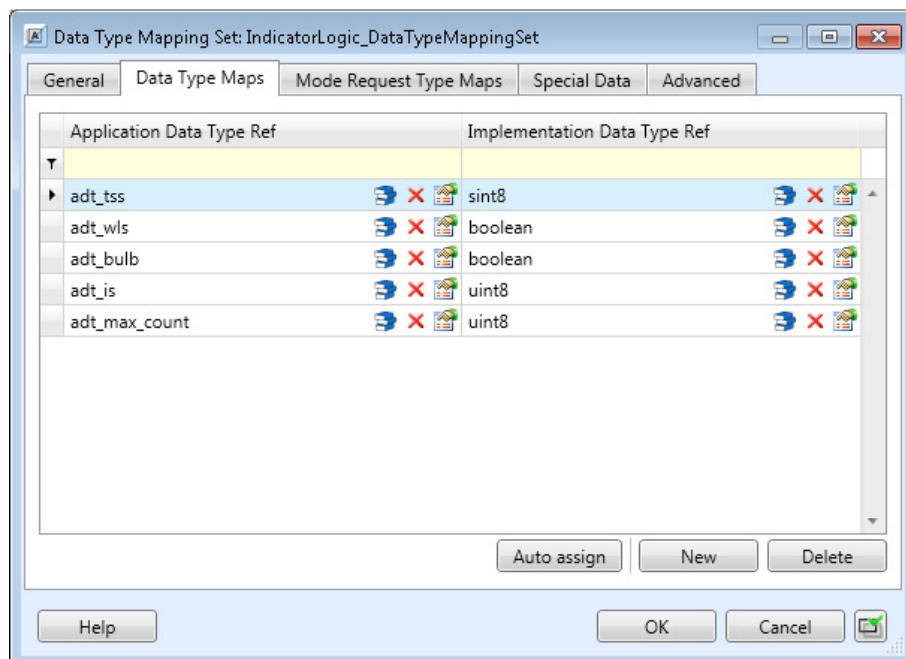 Data Type Mapping Set: IndicatorLogic_DataTypeMappingSet
General Data Type Maps Mode Request Type Maps Special Data Advanced
Application Data Type Ref Implementation Data Type Ref
adt_tss sint8
adt_wls boolean
adt_bulb boolean
adt_is uint8
adt_max_count uint8
Auto assign New Delete
Help OK Cancel